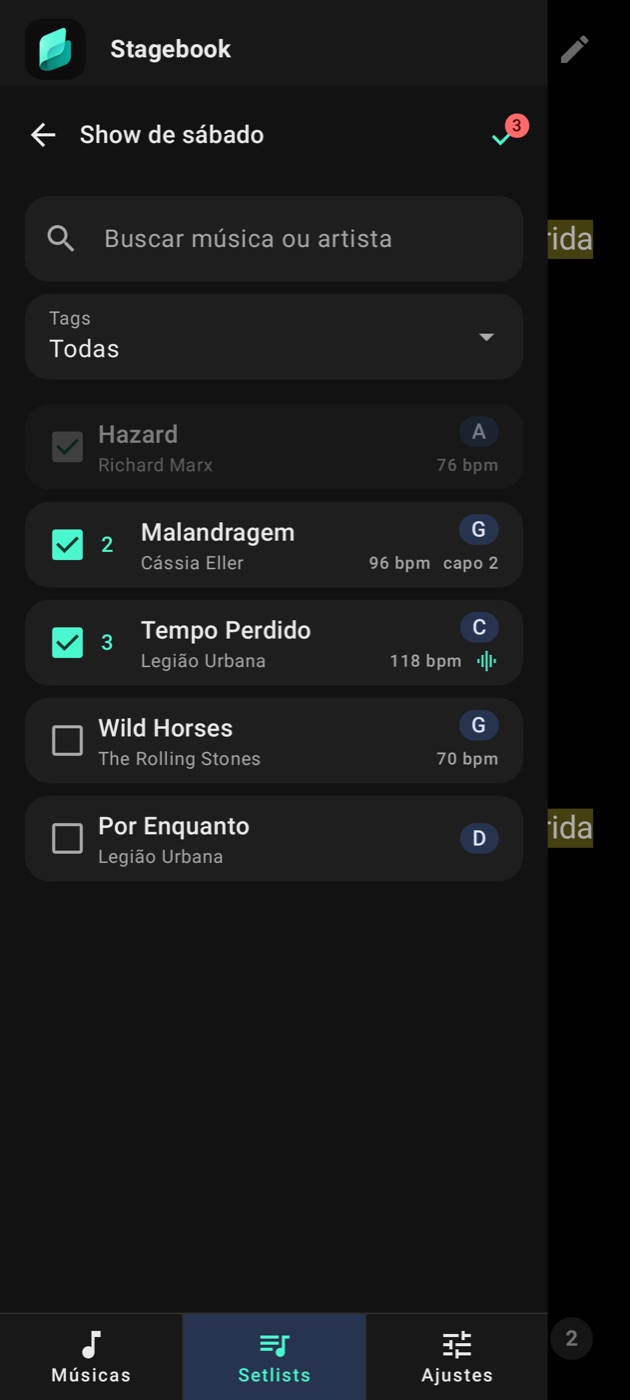 Stagebook
Show de sábado
3
Buscar música ou artista
Tags
Todas
Hazard
A
Richard Marx
76 bpm
2
Malandragem
G
Cássia Eller
96 bpm capo 2
3
Tempo Perdido
C
Legião Urbana
118 bpm
Wild Horses
G
The Rolling Stones
70 bpm
Por Enquanto
D
Legião Urbana
rida
rida
2
Músicas
Setlists
Ajustes